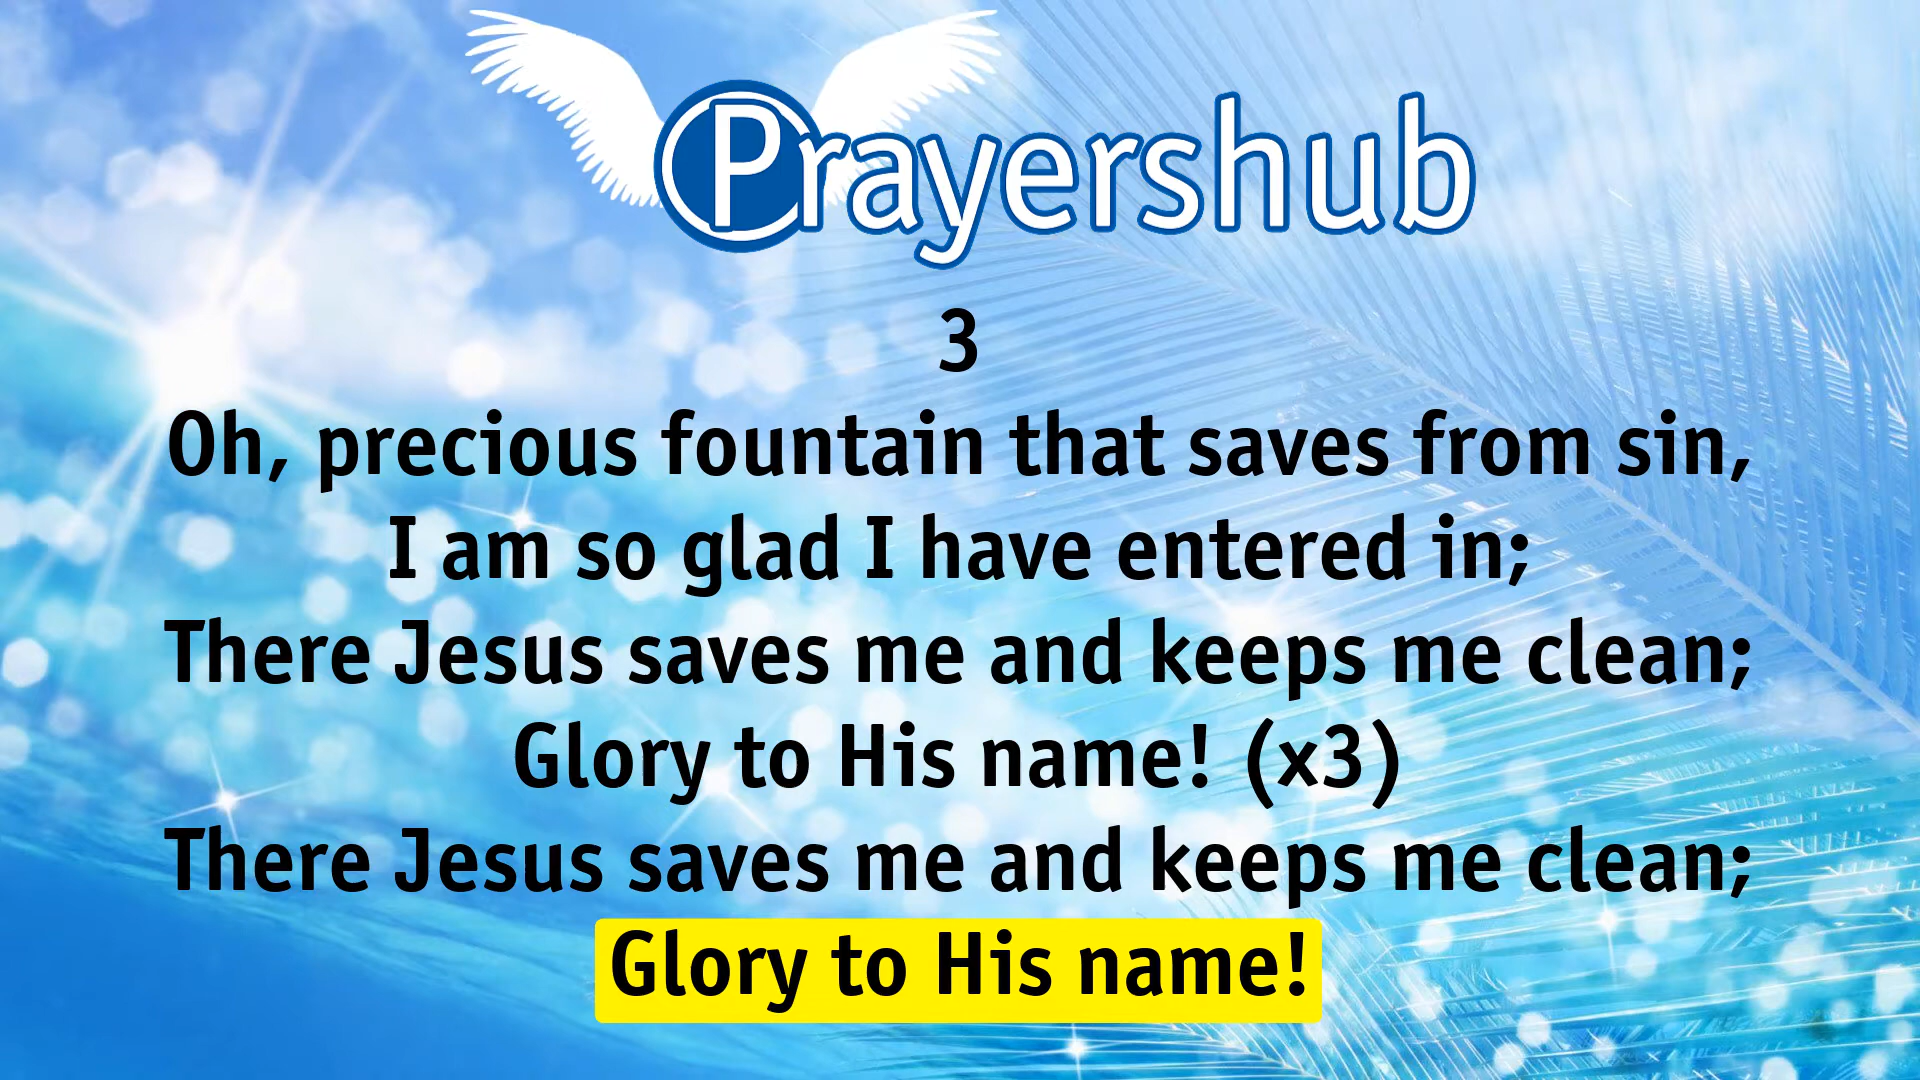 Prayershub
3
Oh, precious fountain that saves from sin,
I am so glad I have entered in;
There Jesus saves me and keeps me clean;
Glory to His name! (x3)
There Jesus saves me and keeps me clean;
Glory to His name!